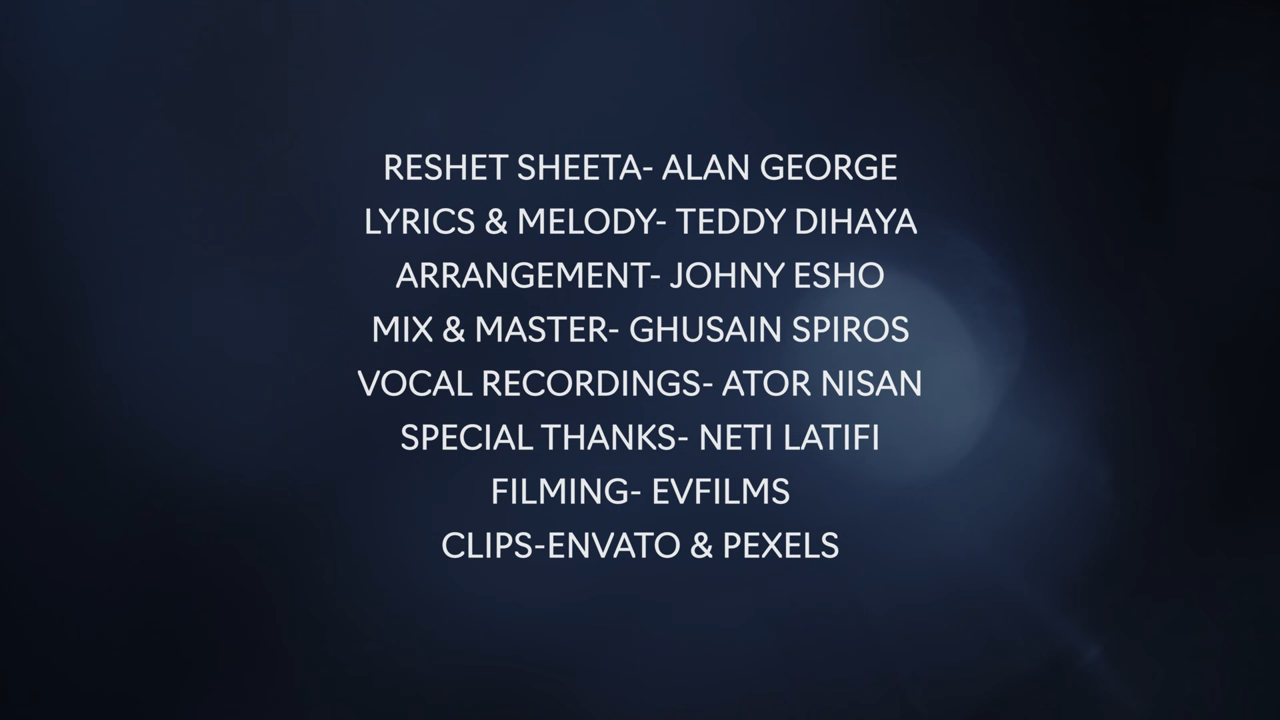 RESHET SHEETA- ALAN GEORGE
LYRICS & MELODY- TEDDY DIHAYA
ARRANGEMENT- JOHNY ESHO
MIX & MASTER- GHUSAIN SPIROS
VOCAL RECORDINGS- ATOR NISAN
SPECIAL THANKS- NETI LATIFI
FILMING- EVFILMS
CLIPS-ENVATO & PEXELS